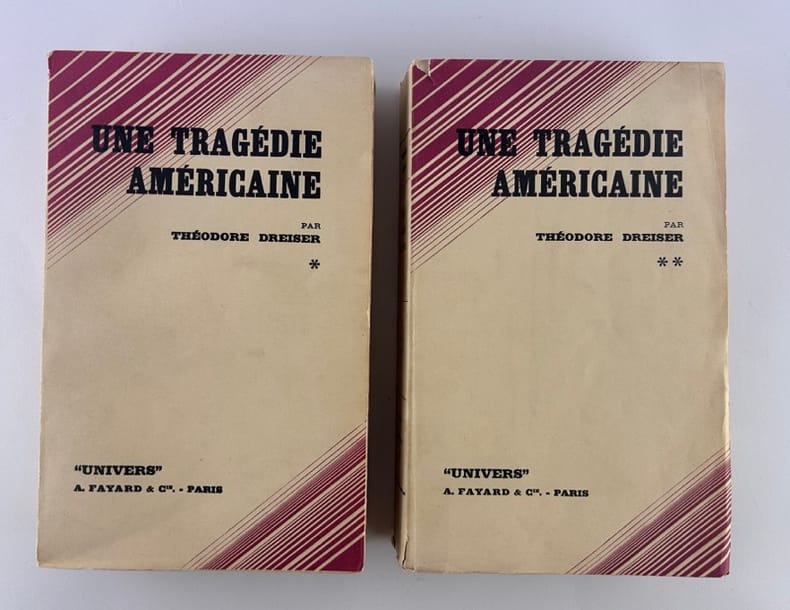 UNE TRAGÉDIE
AMÉRICAINE
PAR
THÉODORE DREISER
*
"UNIVERS"
A. FAYARD & Cie. - PARIS
UNE TRAGÉDIE
AMÉRICAINE
PAR
THÉODORE DREISER
**
"UNIVERS"
A. FAYARD & Cie. - PARIS